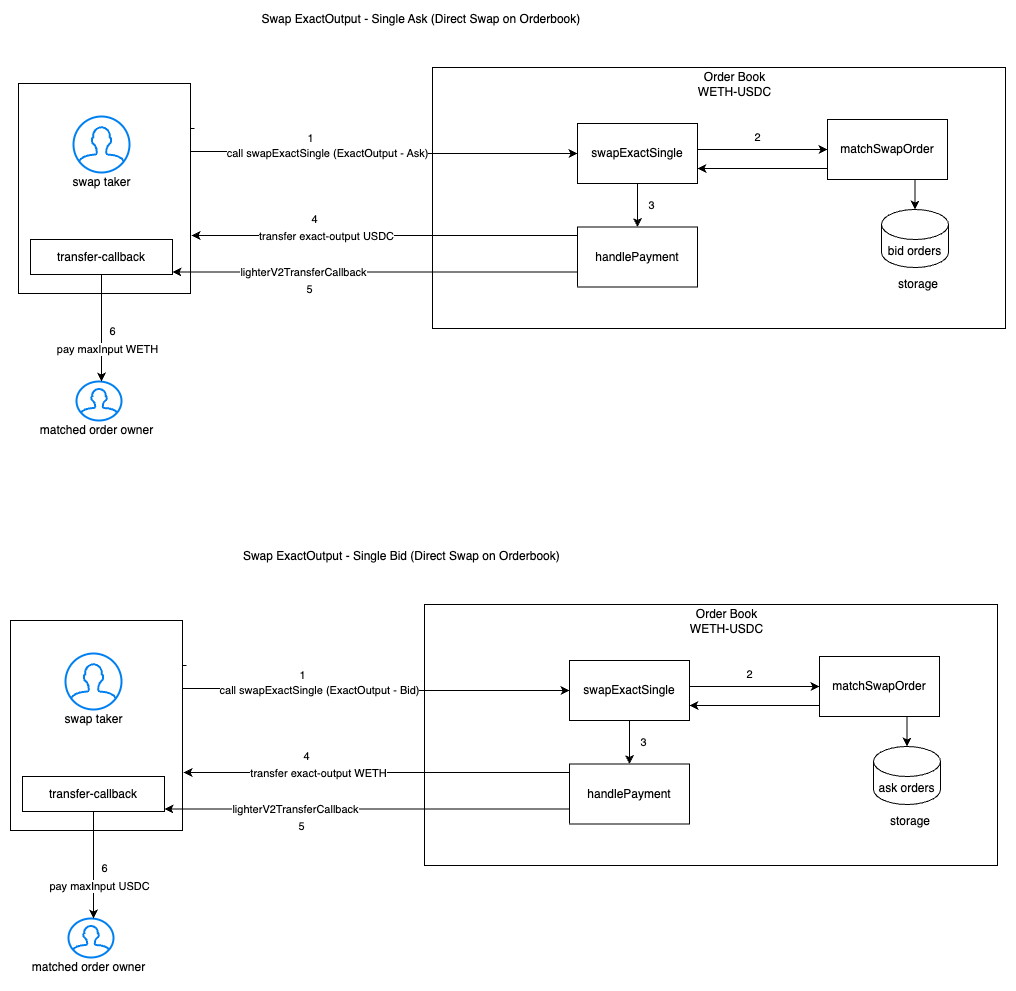 Swap ExactOutput - Single Ask (Direct Swap on Orderbook)
Order Book
WETH-USDC
swap taker
1
call swapExactSingle (ExactOutput - Ask)
swapExactSingle
2
matchSwapOrder
3
4
transfer exact-output USDC
transfer-callback
lighterV2TransferCallback
5
handlePayment
bid orders
storage
6
pay maxInput WETH
matched order owner
Swap ExactOutput - Single Bid (Direct Swap on Orderbook)
Order Book
WETH-USDC
swap taker
1
call swapExactSingle (ExactOutput - Bid)
swapExactSingle
2
matchSwapOrder
3
4
transfer exact-output WETH
transfer-callback
lighterV2TransferCallback
5
handlePayment
ask orders
storage
6
pay maxInput USDC
matched order owner